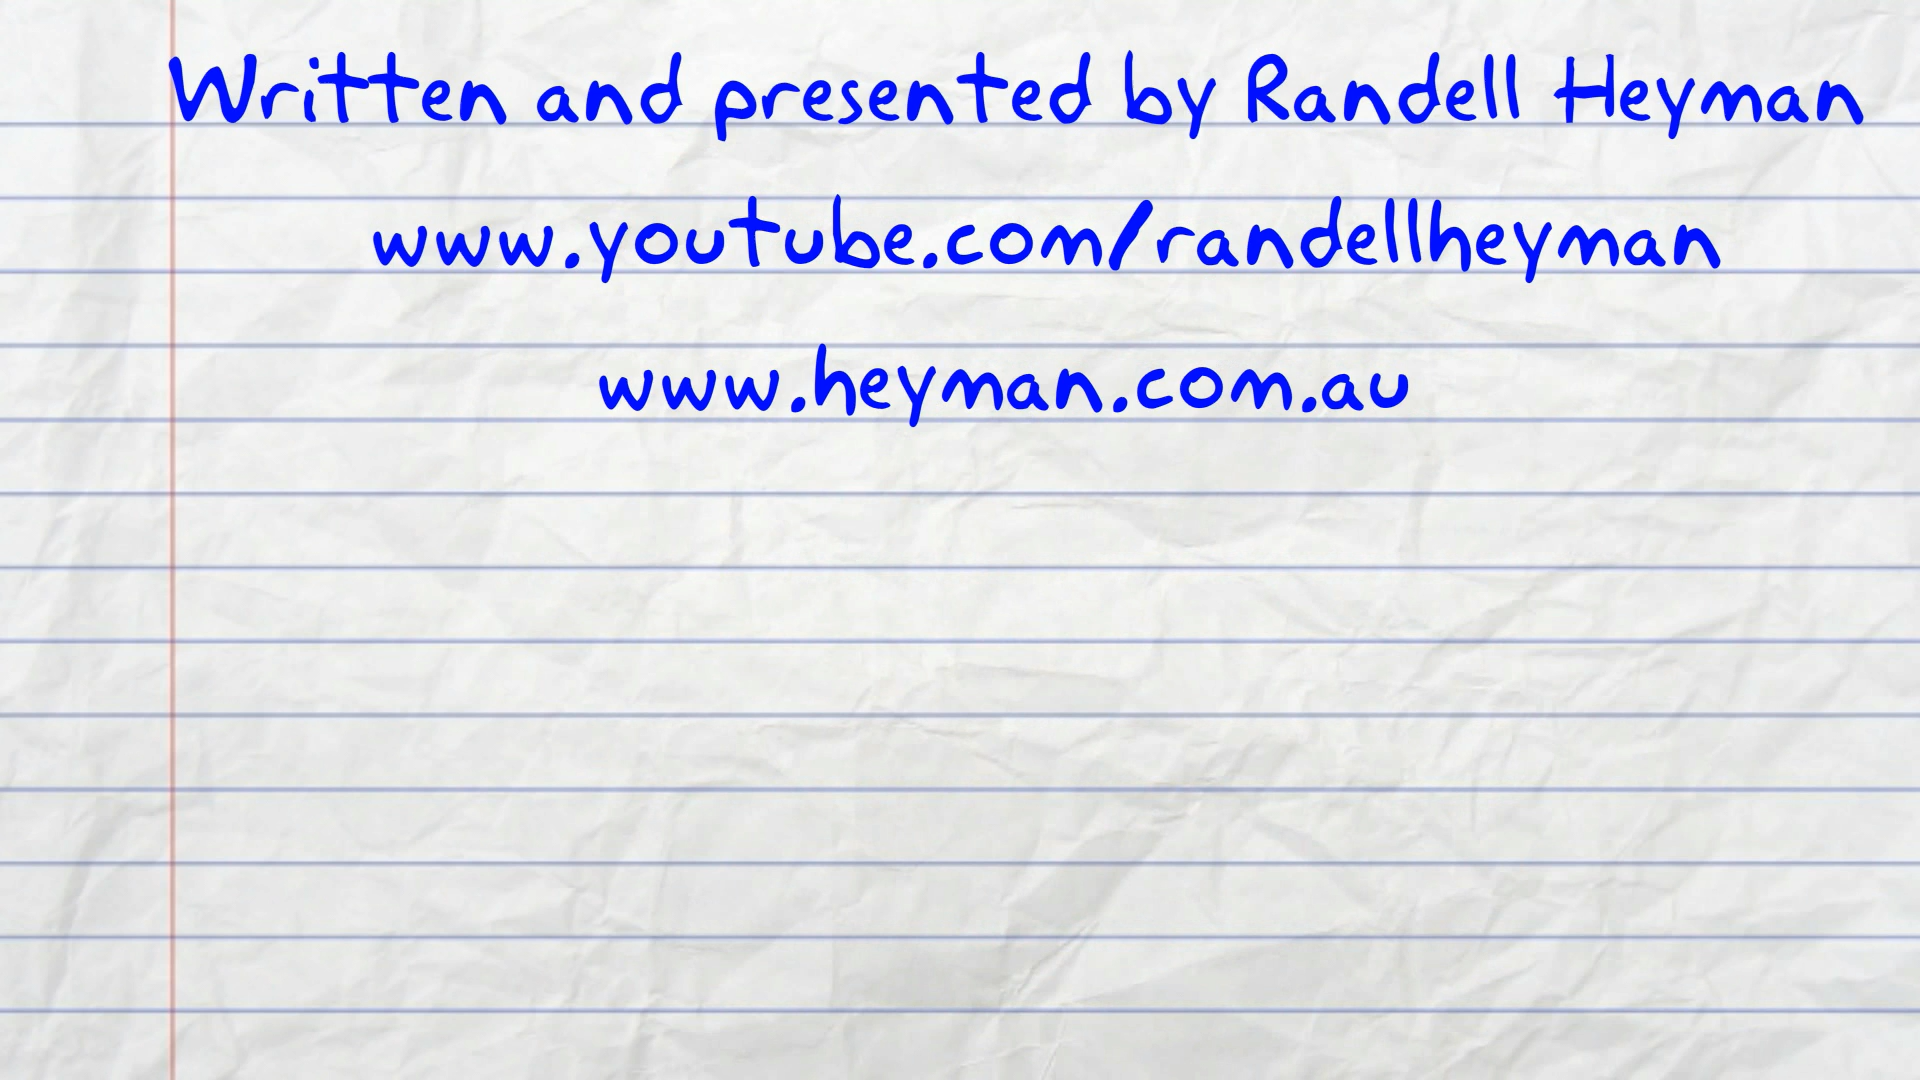 Written and presented by Randell Heyman
www.youtube.com/randellheyman
www.heyman.com.au